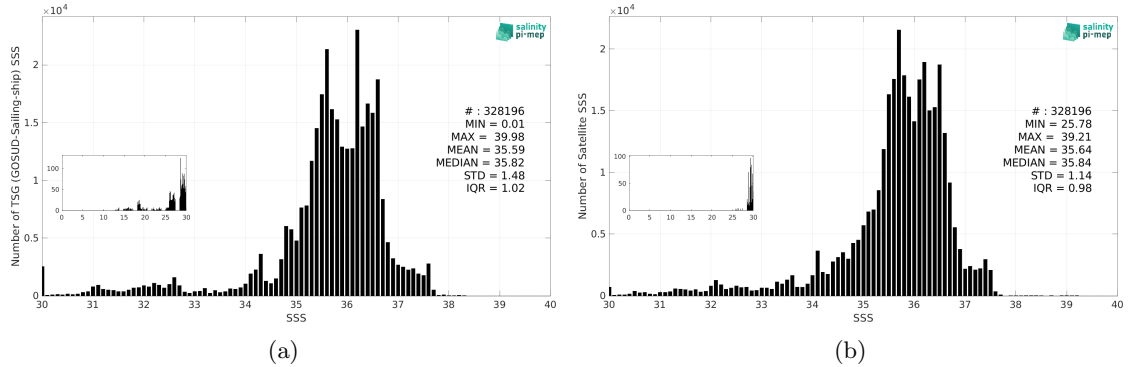 ×10⁴
salinity
pi-mep
Number of TSG (GOSUD-Sailing-ship) SSS
2
1.5
1
0.5
0
# : 328196
MIN = 0.01
MAX = 39.98
MEAN = 35.59
MEDIAN = 35.82
STD = 1.48
IQR = 1.02
100
50
0
0 5 10 15 20 25 30
30 31 32 33 34 35 36 37 38 39 40
SSS
(a)
×10⁴
salinity
pi-mep
Number of Satellite SSS
2
1.5
1
0.5
0
# : 328196
MIN = 25.78
MAX = 39.21
MEAN = 35.64
MEDIAN = 35.84
STD = 1.14
IQR = 0.98
100
50
0
0 5 10 15 20 25 30
30 31 32 33 34 35 36 37 38 39 40
SSS
(b)